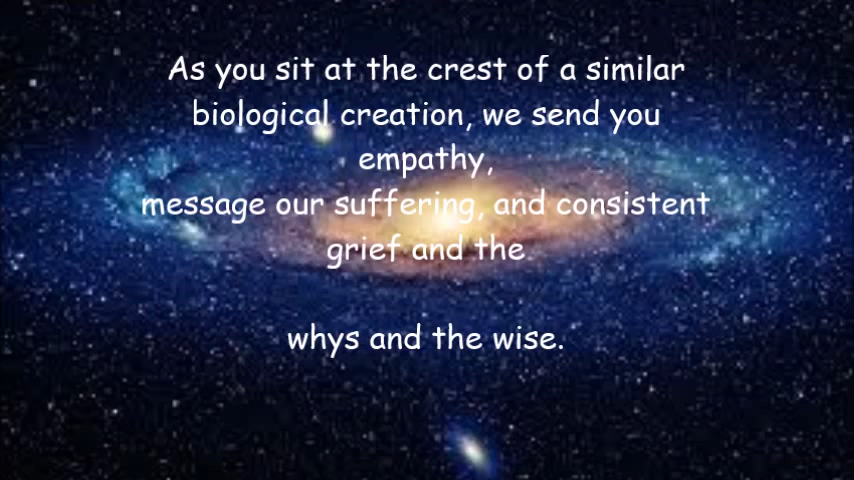 As you sit at the crest of a similar
biological creation, we send you
empathy,
message our suffering, and consistent
grief and the
whys and the wise.